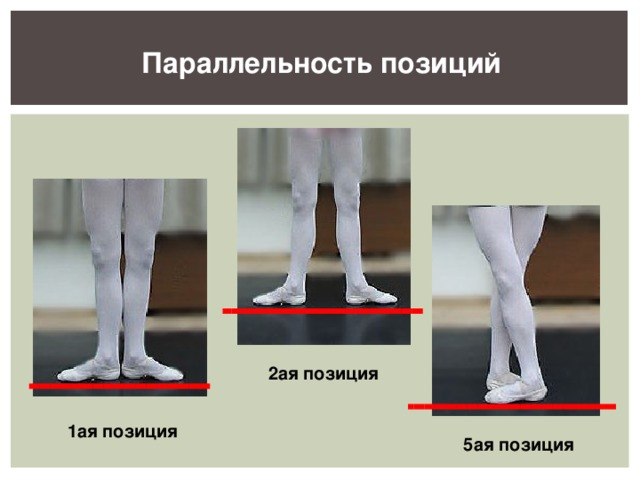 Параллельность позиций
2ая позиция
1ая позиция
5ая позиция